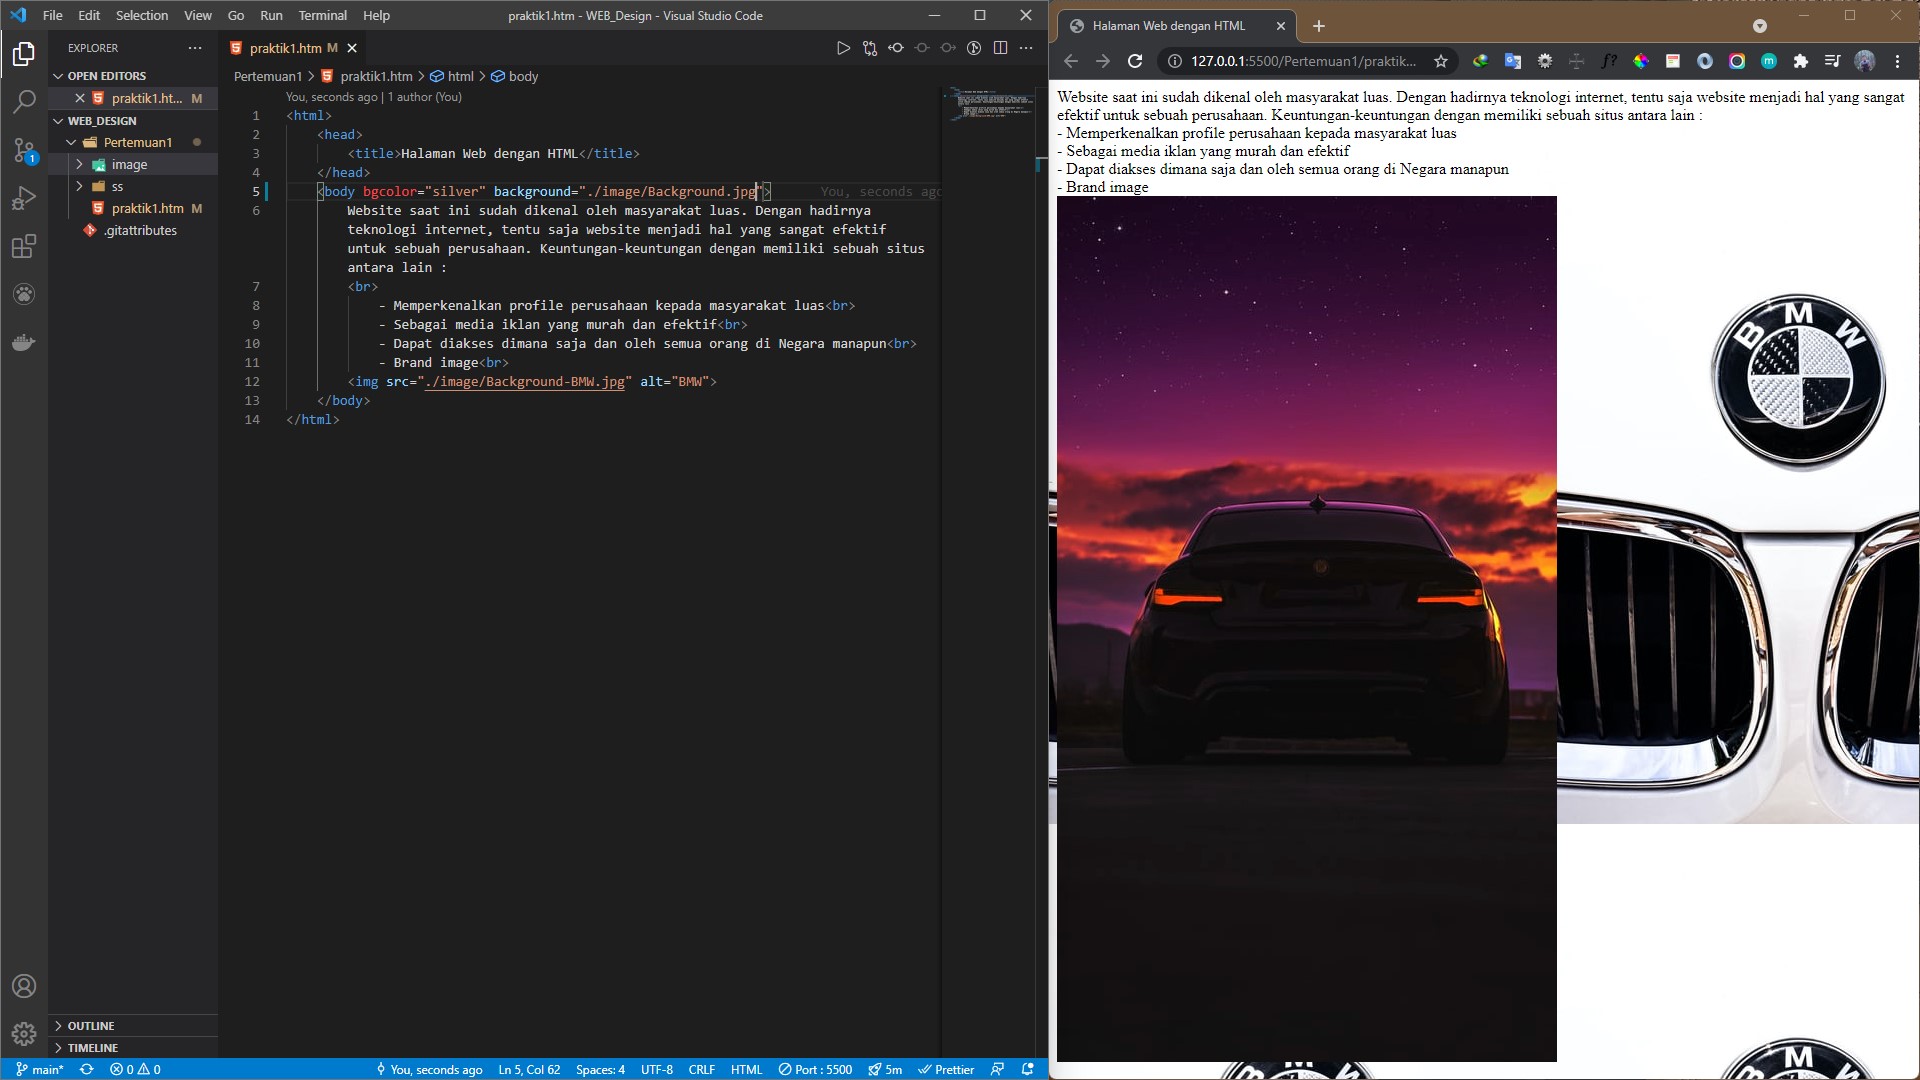 File Edit Selection View Go Run Terminal Help
praktik1.htm - WEB_Design - Visual Studio Code
EXPLORER
OPEN EDITORS
praktik1.ht... M
WEB_DESIGN
Pertemuan1
image
ss
praktik1.htm M
.gitattributes
OUTLINE
TIMELINE
praktik1.htm M
Pertemuan1 > praktik1.htm > html > body
You, seconds ago | 1 author (You)
1 <html>
2 <head>
3 <title>Halaman Web dengan HTML</title>
4 </head>
5 <body bgcolor="silver" background="./image/Background.jpg"> You, seconds ago
6 Website saat ini sudah dikenal oleh masyarakat luas. Dengan hadirnya
teknologi internet, tentu saja website menjadi hal yang sangat efektif
untuk sebuah perusahaan. Keuntungan-keuntungan dengan memiliki sebuah situs
antara lain :
7 <br>
8 - Memperkenalkan profile perusahaan kepada masyarakat luas<br>
9 - Sebagai media iklan yang murah dan efektif<br>
10 - Dapat diakses dimana saja dan oleh semua orang di Negara manapun<br>
11 - Brand image<br>
12 <img src="./image/Background-BMW.jpg" alt="BMW">
13 </body>
14 </html>
1
main* 0 0 You, seconds ago Ln 5, Col 62 Spaces: 4 UTF-8 CRLF HTML Port : 5500 5m Prettier
Halaman Web dengan HTML
127.0.0.1:5500/Pertemuan1/praktik...
Website saat ini sudah dikenal oleh masyarakat luas. Dengan hadirnya teknologi internet, tentu saja website menjadi hal yang sangat
efektif untuk sebuah perusahaan. Keuntungan-keuntungan dengan memiliki sebuah situs antara lain :
- Memperkenalkan profile perusahaan kepada masyarakat luas
- Sebagai media iklan yang murah dan efektif
- Dapat diakses dimana saja dan oleh semua orang di Negara manapun
- Brand image
BMW
M
M